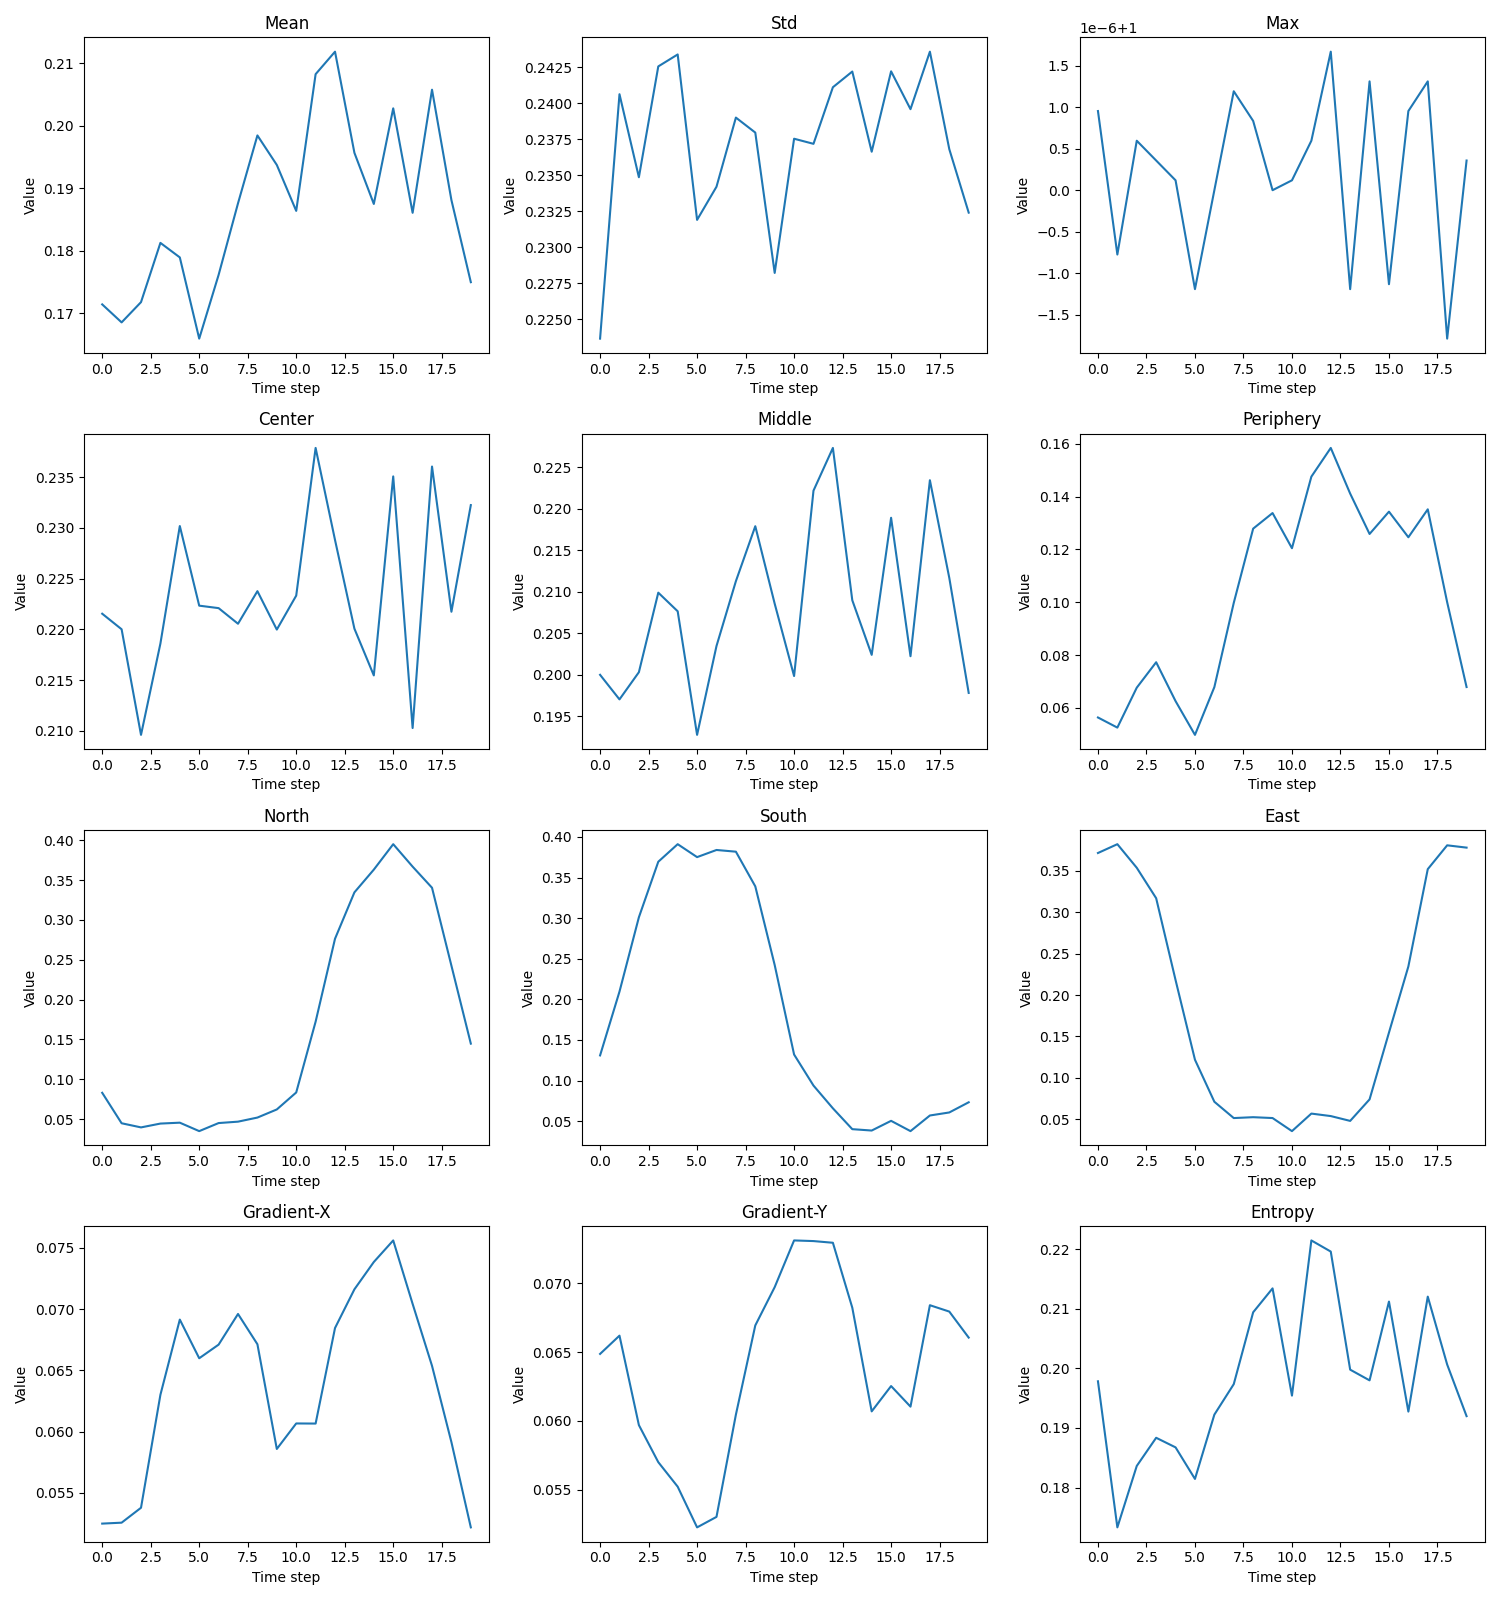 Mean
Std
Max
1e−6+1
0.21
0.20
0.19
0.18
0.17
Value
0.0 2.5 5.0 7.5 10.0 12.5 15.0 17.5
Time step
0.2425
0.2400
0.2375
0.2350
0.2325
0.2300
0.2275
0.2250
Value
0.0 2.5 5.0 7.5 10.0 12.5 15.0 17.5
Time step
1.5
1.0
0.5
0.0
−0.5
−1.0
−1.5
Value
0.0 2.5 5.0 7.5 10.0 12.5 15.0 17.5
Time step
Center
0.235
0.230
0.225
0.220
0.215
0.210
Value
0.0 2.5 5.0 7.5 10.0 12.5 15.0 17.5
Time step
Middle
0.225
0.220
0.215
0.210
0.205
0.200
0.195
Value
0.0 2.5 5.0 7.5 10.0 12.5 15.0 17.5
Time step
Periphery
0.16
0.14
0.12
0.10
0.08
0.06
Value
0.0 2.5 5.0 7.5 10.0 12.5 15.0 17.5
Time step
North
0.40
0.35
0.30
0.25
0.20
0.15
0.10
0.05
Value
0.0 2.5 5.0 7.5 10.0 12.5 15.0 17.5
Time step
South
0.40
0.35
0.30
0.25
0.20
0.15
0.10
0.05
Value
0.0 2.5 5.0 7.5 10.0 12.5 15.0 17.5
Time step
East
0.35
0.30
0.25
0.20
0.15
0.10
0.05
Value
0.0 2.5 5.0 7.5 10.0 12.5 15.0 17.5
Time step
Gradient-X
0.075
0.070
0.065
0.060
0.055
Value
0.0 2.5 5.0 7.5 10.0 12.5 15.0 17.5
Time step
Gradient-Y
0.070
0.065
0.060
0.055
Value
0.0 2.5 5.0 7.5 10.0 12.5 15.0 17.5
Time step
Entropy
0.22
0.21
0.20
0.19
0.18
Value
0.0 2.5 5.0 7.5 10.0 12.5 15.0 17.5
Time step